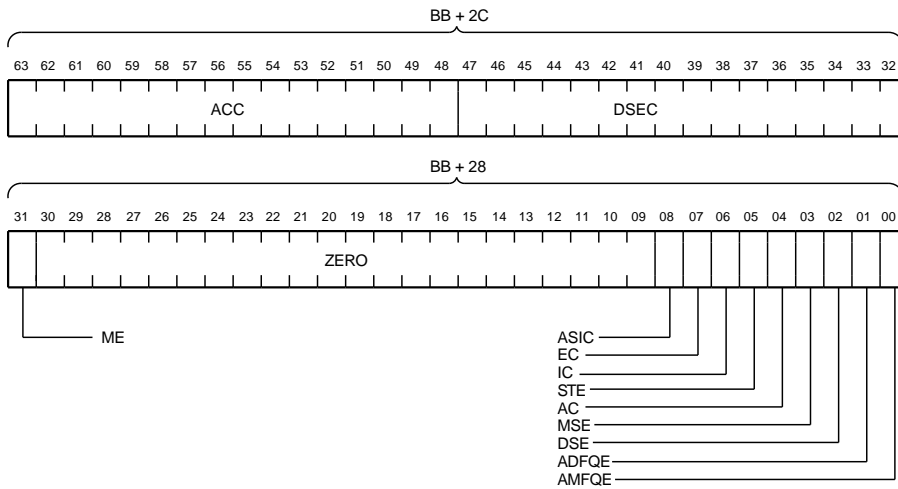 BB + 2C
63 62 61 60 59 58 57 56 55 54 53 52 51 50 49 48 47 46 45 44 43 42 41 40 39 38 37 36 35 34 33 32
ACC DSEC
BB + 28
31 30 29 28 27 26 25 24 23 22 21 20 19 18 17 16 15 14 13 12 11 10 09 08 07 06 05 04 03 02 01 00
ZERO
ME ASIC
EC
IC
STE
AC
MSE
DSE
ADFQE
AMFQE